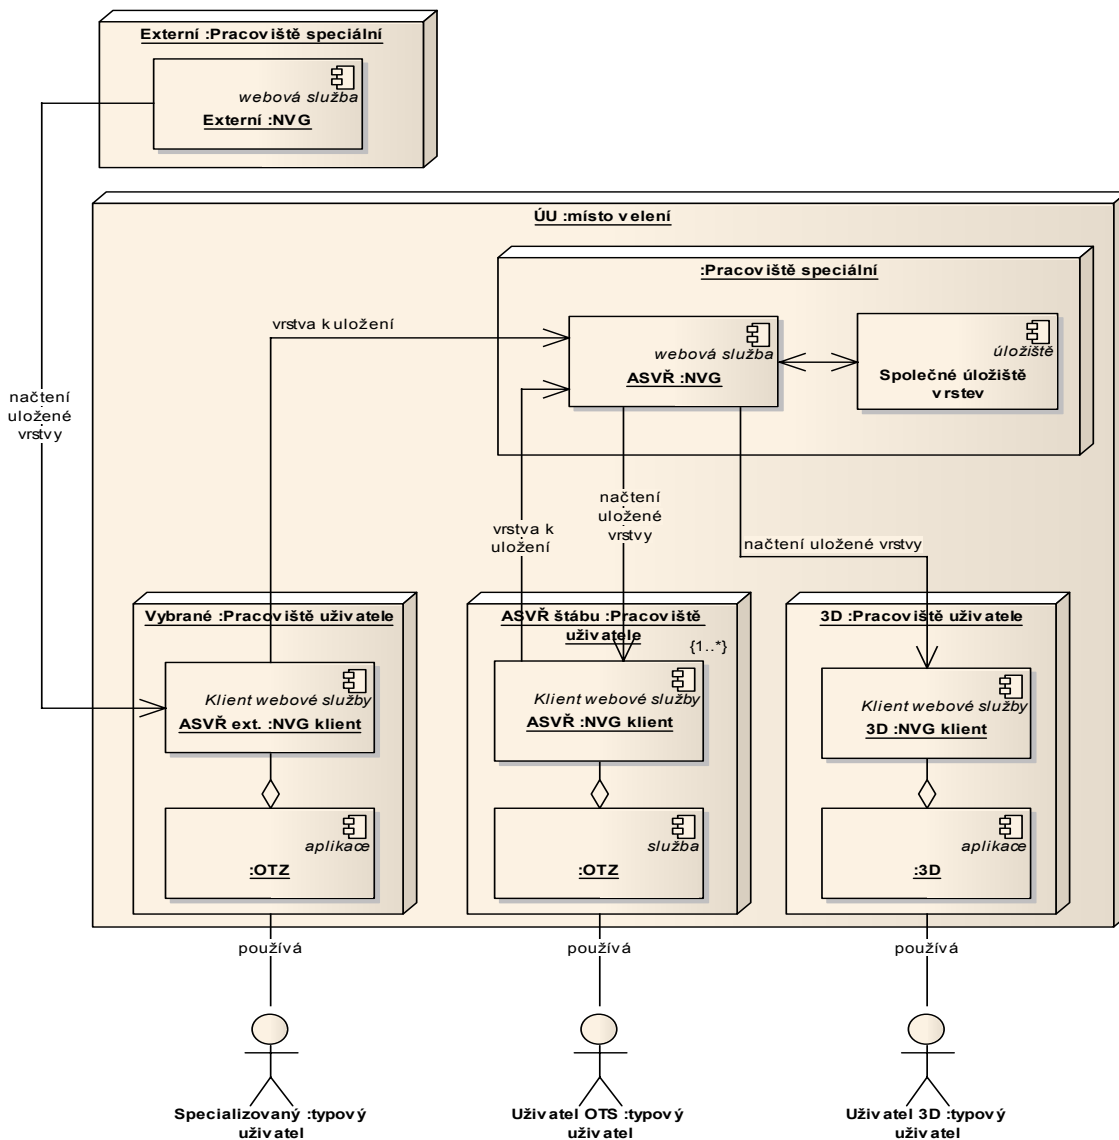 Externí :Pracoviště speciální
webová služba
Externí :NVG
ÚU :místo velení
:Pracoviště speciální
vrstva k uložení
webová služba
ASVŘ :NVG
úložiště
Společné úložiště
vrstev
načtení
uložené
vrstvy
vrstva k
uložení
načtení
uložené
vrstvy
načtení uložené vrstvy
Vybrané :Pracoviště uživatele
Klient webové služby
ASVŘ ext. :NVG klient
aplikace
:OTZ
ASVŘ štábu :Pracoviště
uživatele
{1..*}
Klient webové služby
ASVŘ :NVG klient
služba
:OTZ
3D :Pracoviště uživatele
Klient webové služby
3D :NVG klient
aplikace
:3D
používá
používá
používá
Specializovaný :typový
uživatel
Uživatel OTS :typový
uživatel
Uživatel 3D :typový
uživatel